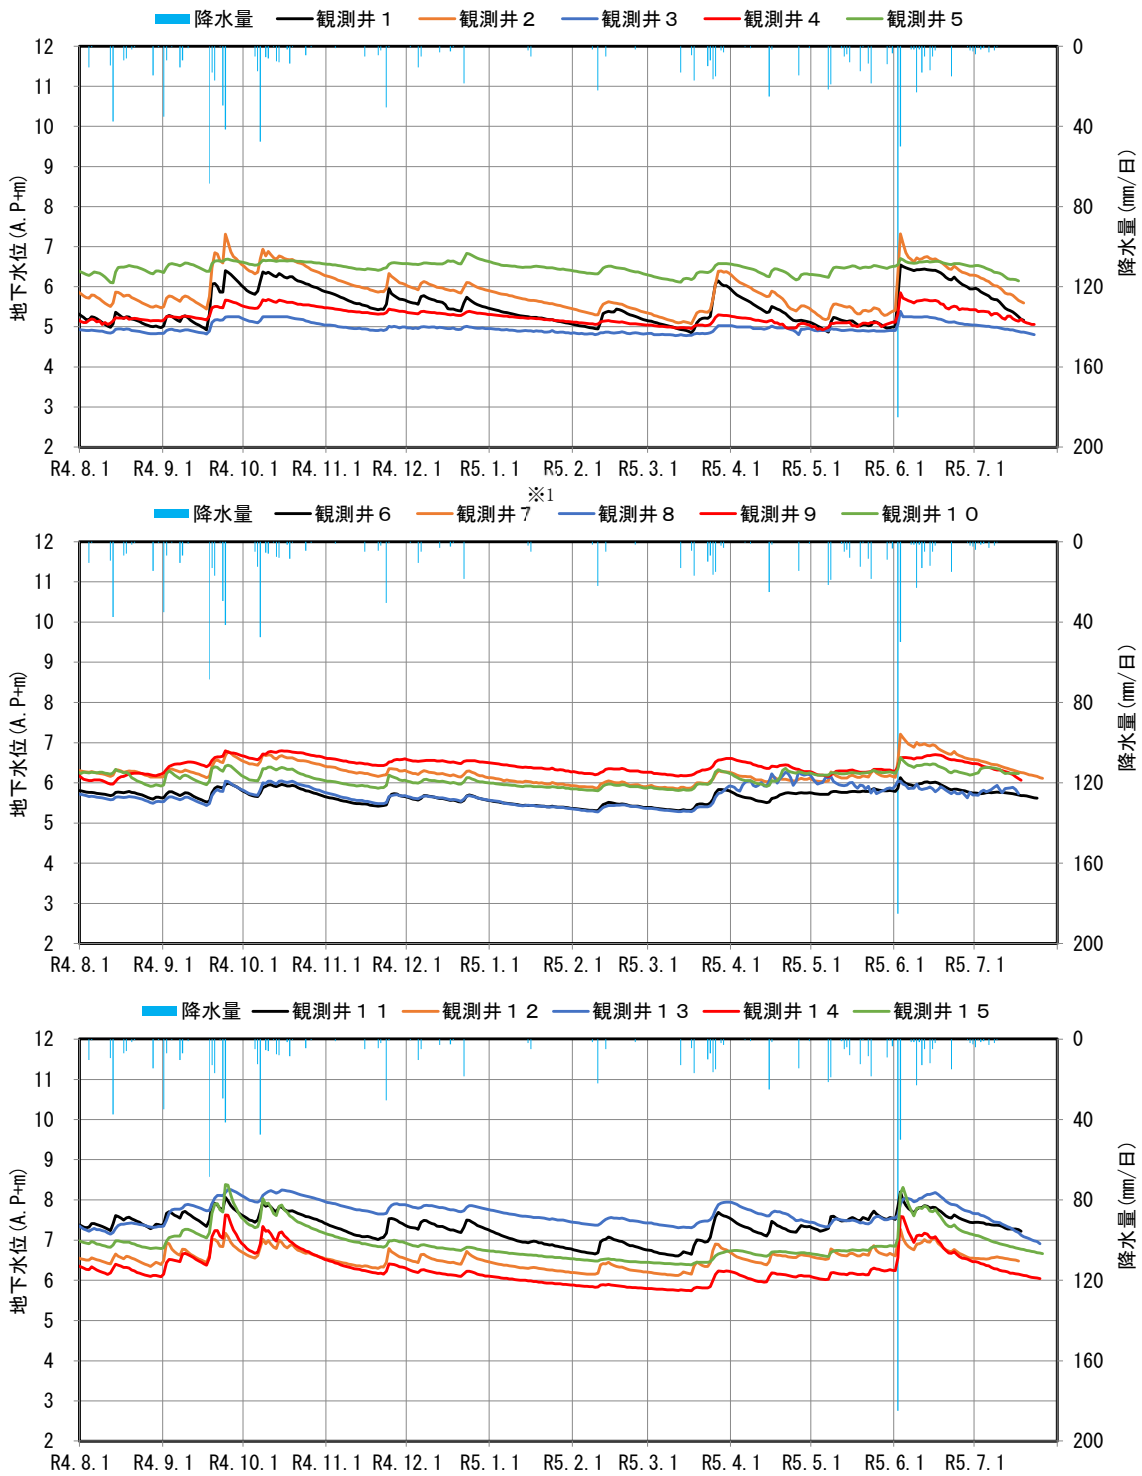 降水量 観測井１ 観測井２ 観測井３ 観測井４ 観測井５
12 11 10 9 8 7 6 5 4 3 2
地下水位(A.P+m)
0 40 80 120 160 200
降水量(mm/日)
R4.8.1 R4.9.1 R4.10.1 R4.11.1 R4.12.1 R5.1.1 R5.2.1 R5.3.1 R5.4.1 R5.5.1 R5.6.1 R5.7.1
※1
降水量 観測井６ 観測井７ 観測井８ 観測井９ 観測井１０
12 11 10 9 8 7 6 5 4 3 2
地下水位(A.P+m)
0 40 80 120 160 200
降水量(mm/日)
R4.8.1 R4.9.1 R4.10.1 R4.11.1 R4.12.1 R5.1.1 R5.2.1 R5.3.1 R5.4.1 R5.5.1 R5.6.1 R5.7.1
降水量 観測井１１ 観測井１２ 観測井１３ 観測井１４ 観測井１５
12 11 10 9 8 7 6 5 4 3 2
地下水位(A.P+m)
0 40 80 120 160 200
降水量(mm/日)
R4.8.1 R4.9.1 R4.10.1 R4.11.1 R4.12.1 R5.1.1 R5.2.1 R5.3.1 R5.4.1 R5.5.1 R5.6.1 R5.7.1